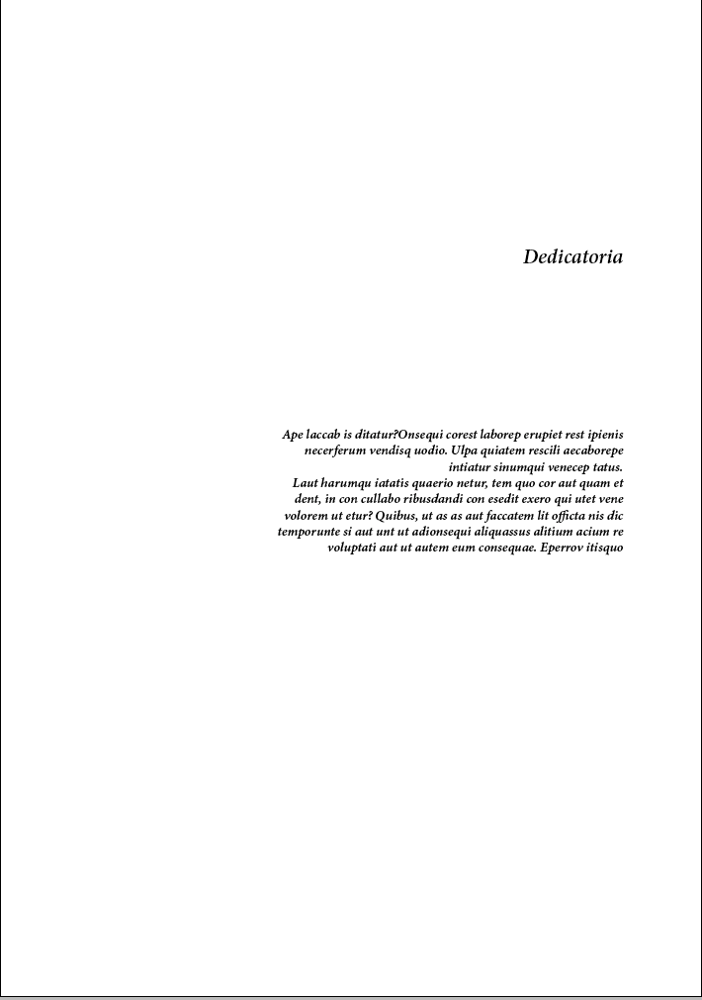 Dedicatoria
Ape laccab is ditatur?Onsequi corest laborep erupiet rest ipienis
necerferum vendisq uodio. Ulpa quiatem rescili aecaborepe
intiatur sinumqui venecep tatus.
Laut harumqu iatatis quaerio netur, tem quo cor aut quam et
dent, in con cullabo ribusdandi con esedit exero qui utet vene
volorem ut etur? Quibus, ut as as aut faccatem lit officta nis dic
temporunte si aut unt ut adionsequi aliquassus alitium acium re
voluptati aut ut autem eum consequae. Eperrov itisquo